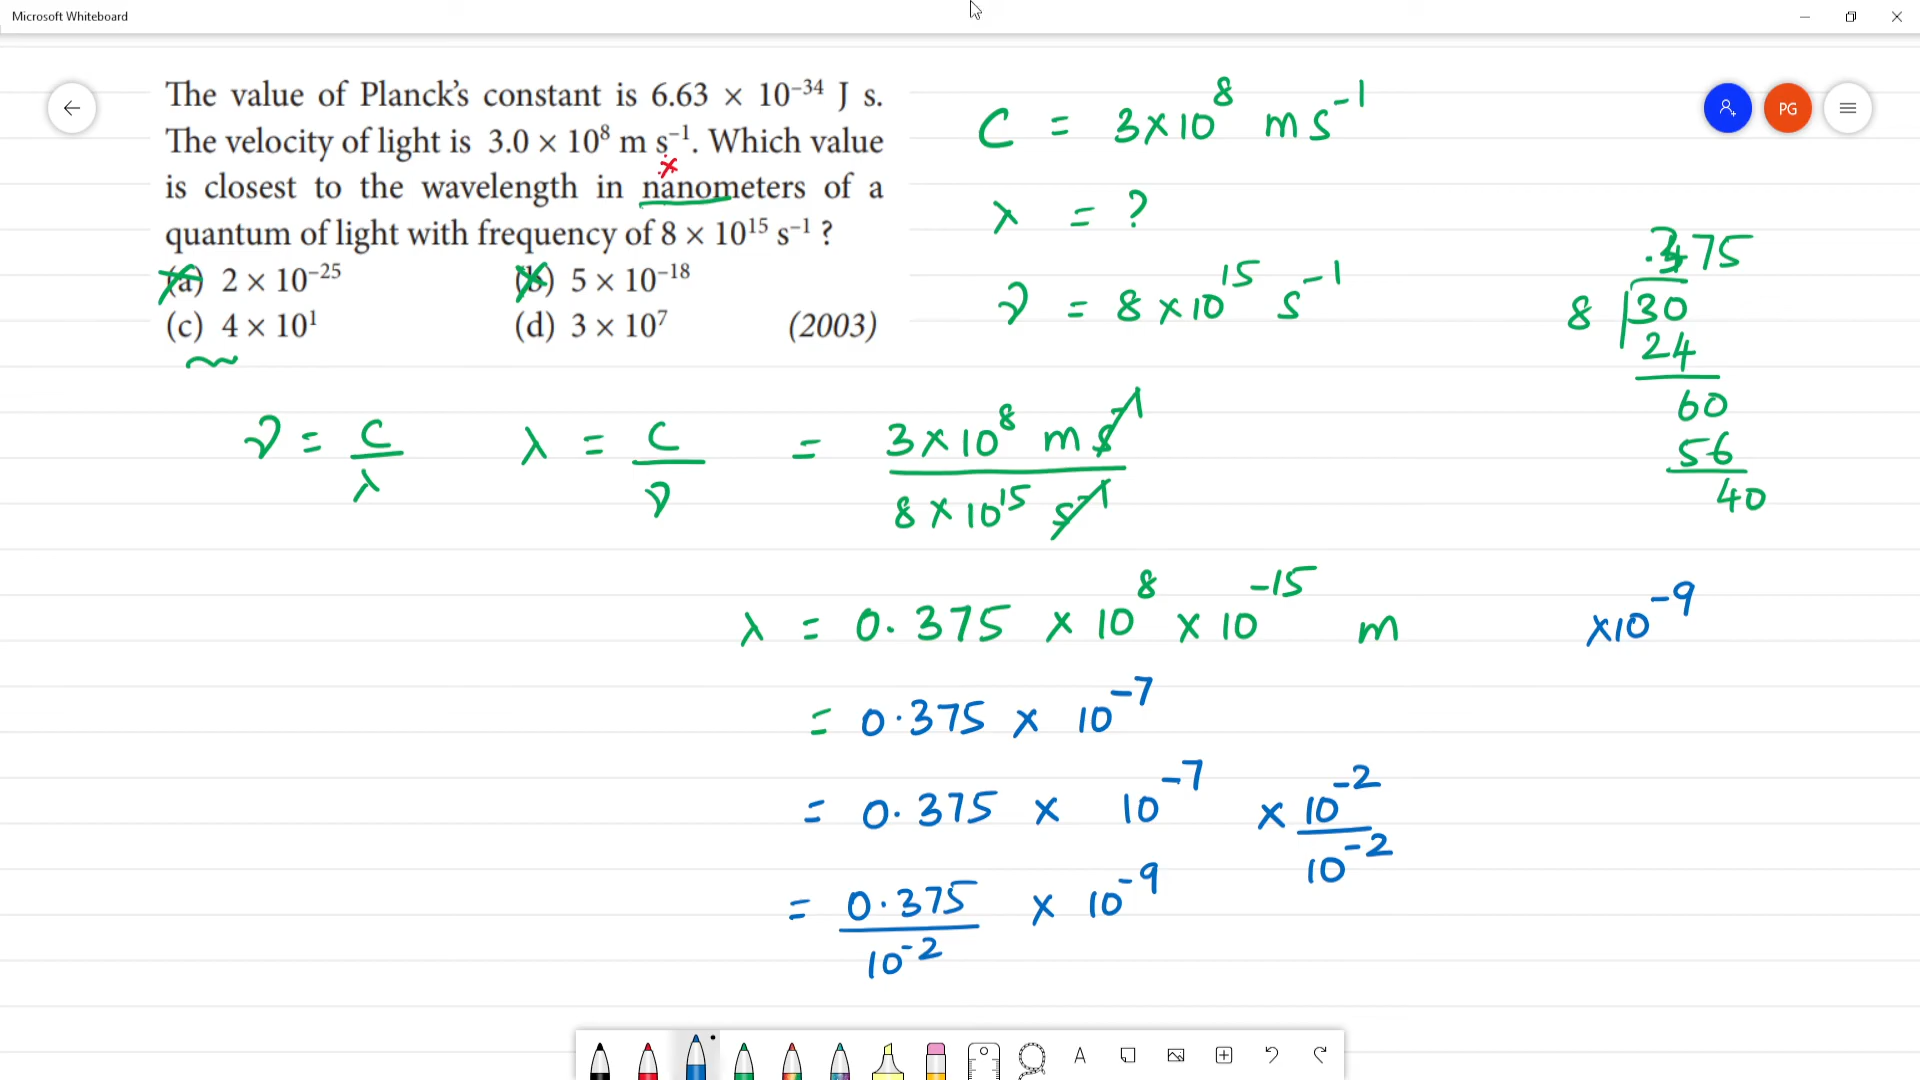 Microsoft Whiteboard
The value of Planck's constant is 6.63 × 10⁻³⁴ J s.
The velocity of light is 3.0 × 10⁸ m s⁻¹. Which value
is closest to the wavelength in nanometers of a
quantum of light with frequency of 8 × 10¹⁵ s⁻¹ ?
(a) 2 × 10⁻²⁵ (b) 5 × 10⁻¹⁸
(c) 4 × 10¹ (d) 3 × 10⁷ (2003)
C = 3×10⁸ m s⁻¹
λ = ?
ν = 8 ×10¹⁵ s⁻¹
PG
.375
8 30
24
60
56
40
ν = c/λ λ = c/ν = 3×10⁸ m s⁻¹ / 8 × 10¹⁵ s⁻¹
λ = 0.375 × 10⁸ × 10⁻¹⁵ m
×10⁻⁹
= 0.375 × 10⁻⁷
= 0.375 × 10⁻⁷ × 10⁻²/10⁻²
= 0.375/10⁻² × 10⁻⁹
A